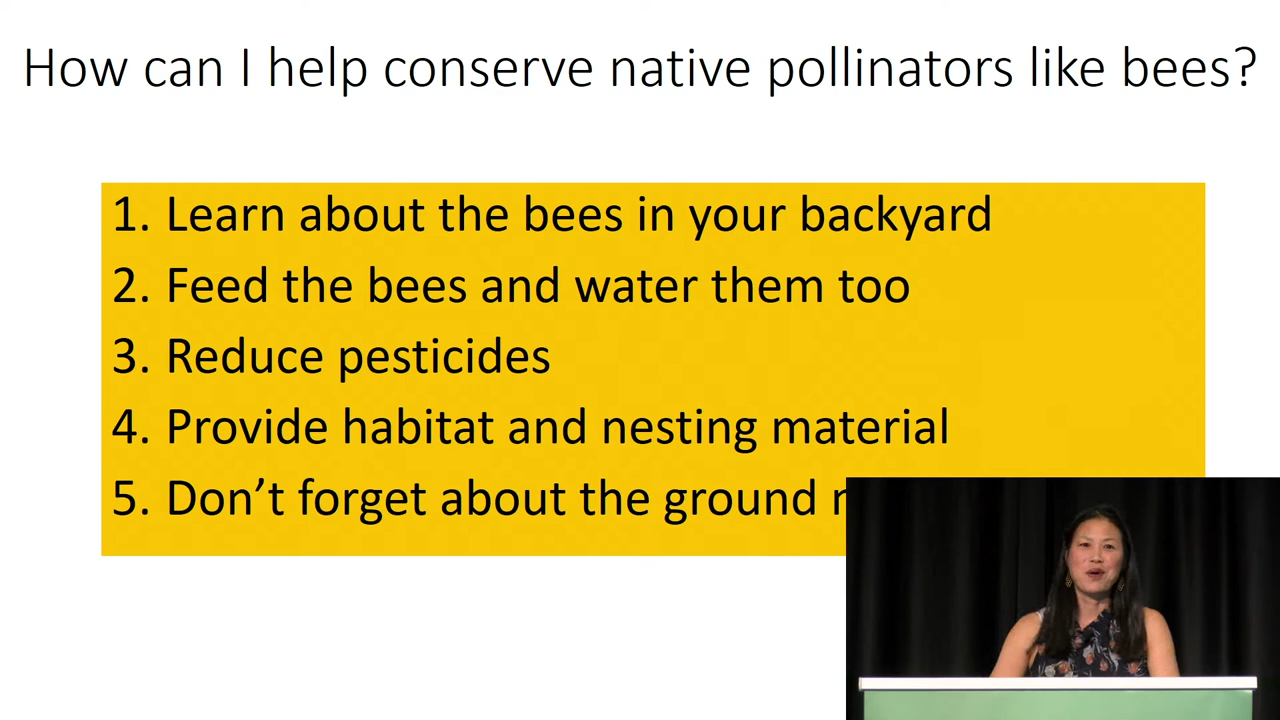 How can I help conserve native pollinators like bees?
1. Learn about the bees in your backyard
2. Feed the bees and water them too
3. Reduce pesticides
4. Provide habitat and nesting material
5. Don’t forget about the ground